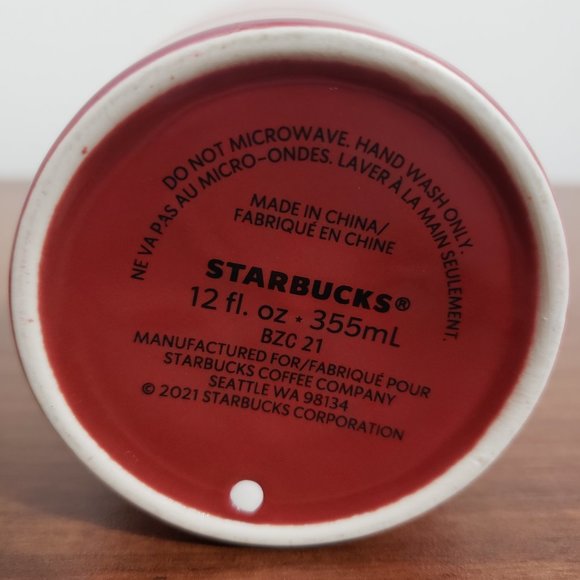 DO NOT MICROWAVE. HAND WASH ONLY.
NE VA PAS AU MICRO-ONDES. LAVER À LA MAIN SEULEMENT.
MADE IN CHINA/
FABRIQUÉ EN CHINE
STARBUCKS®
12 fl. oz ⋆ 355mL
BZC 21
MANUFACTURED FOR/FABRIQUÉ POUR
STARBUCKS COFFEE COMPANY
SEATTLE WA 98134
© 2021 STARBUCKS CORPORATION